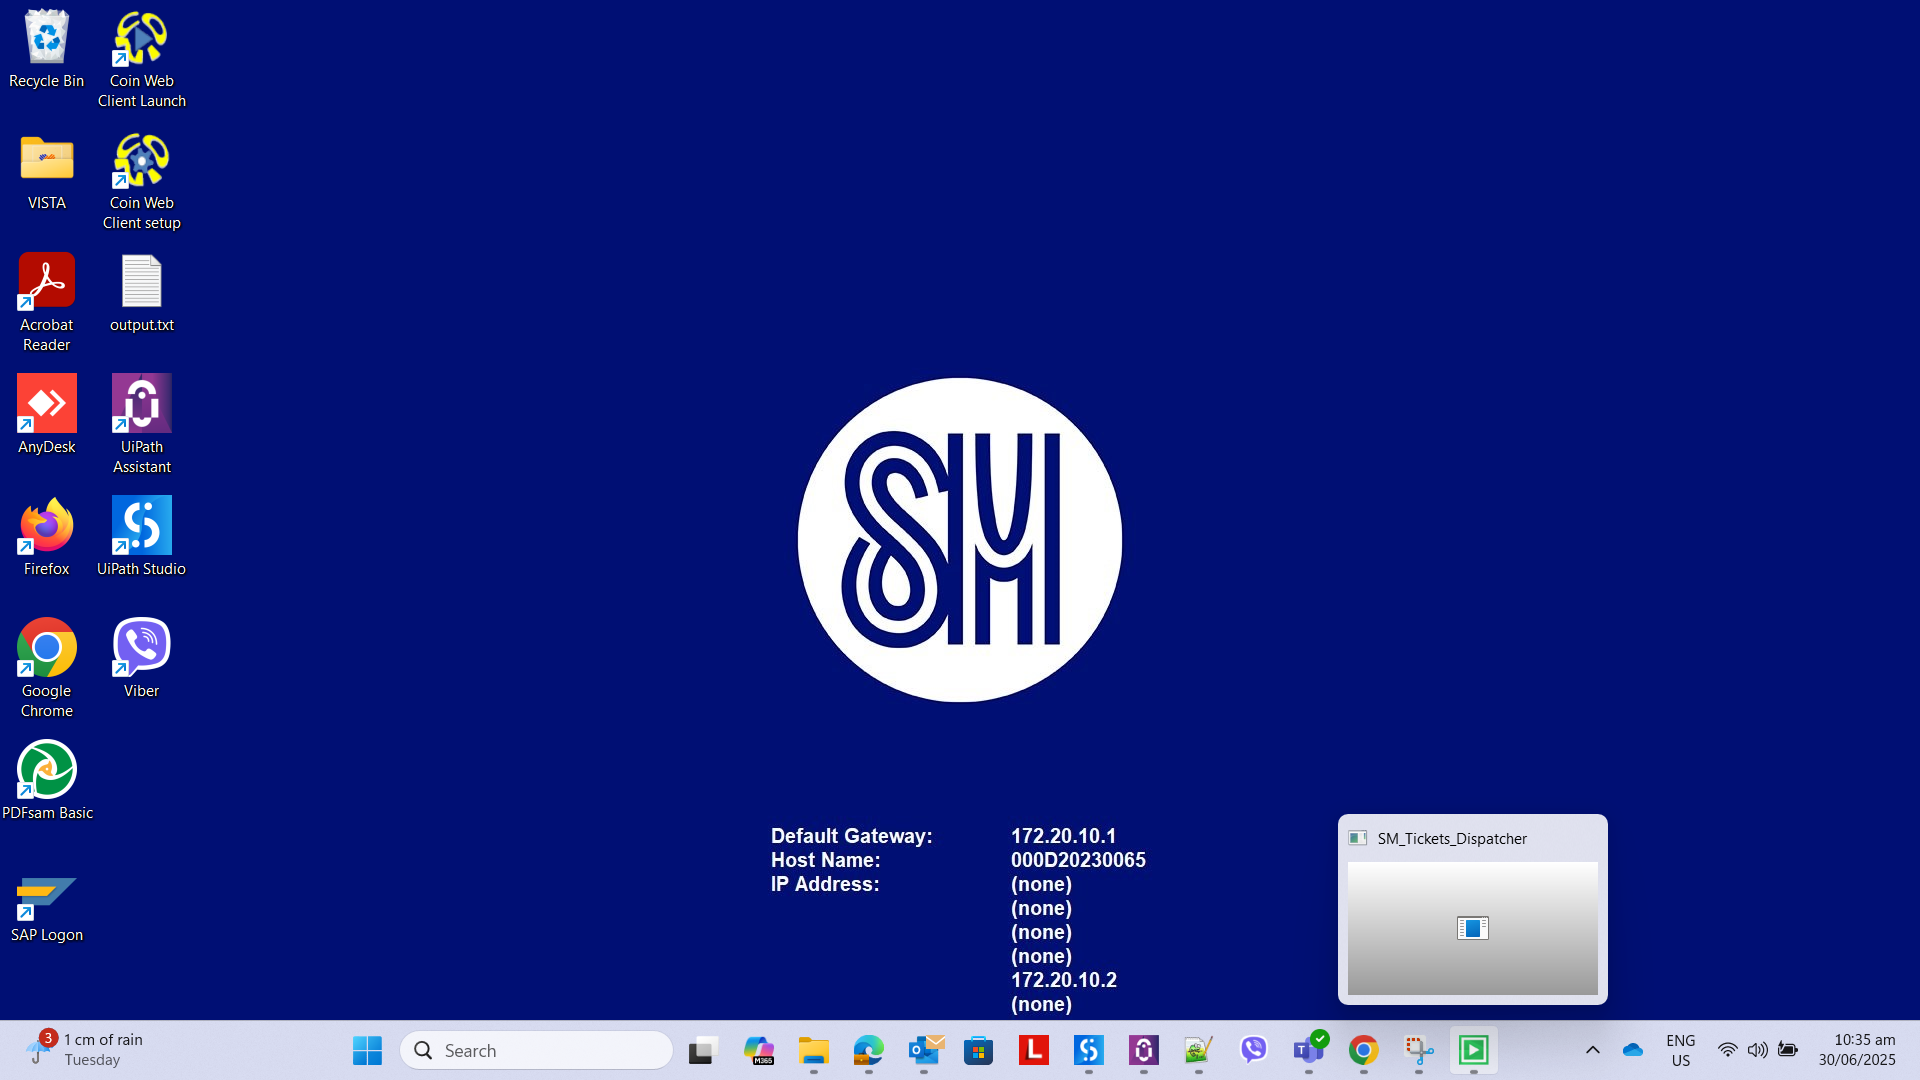 Recycle Bin
Coin Web
Client Launch
VISTA
Coin Web
Client setup
Acrobat
Reader
output.txt
AnyDesk
UiPath
Assistant
Firefox
UiPath Studio
Google
Chrome
Viber
PDFsam Basic
SAP Logon
SM
Default Gateway: 172.20.10.1
Host Name: 000D20230065
IP Address: (none)
(none)
(none)
(none)
172.20.10.2
(none)
SM_Tickets_Dispatcher
3
1 cm of rain
Tuesday
Search
M365
L
ENG
US
10:35 am
30/06/2025